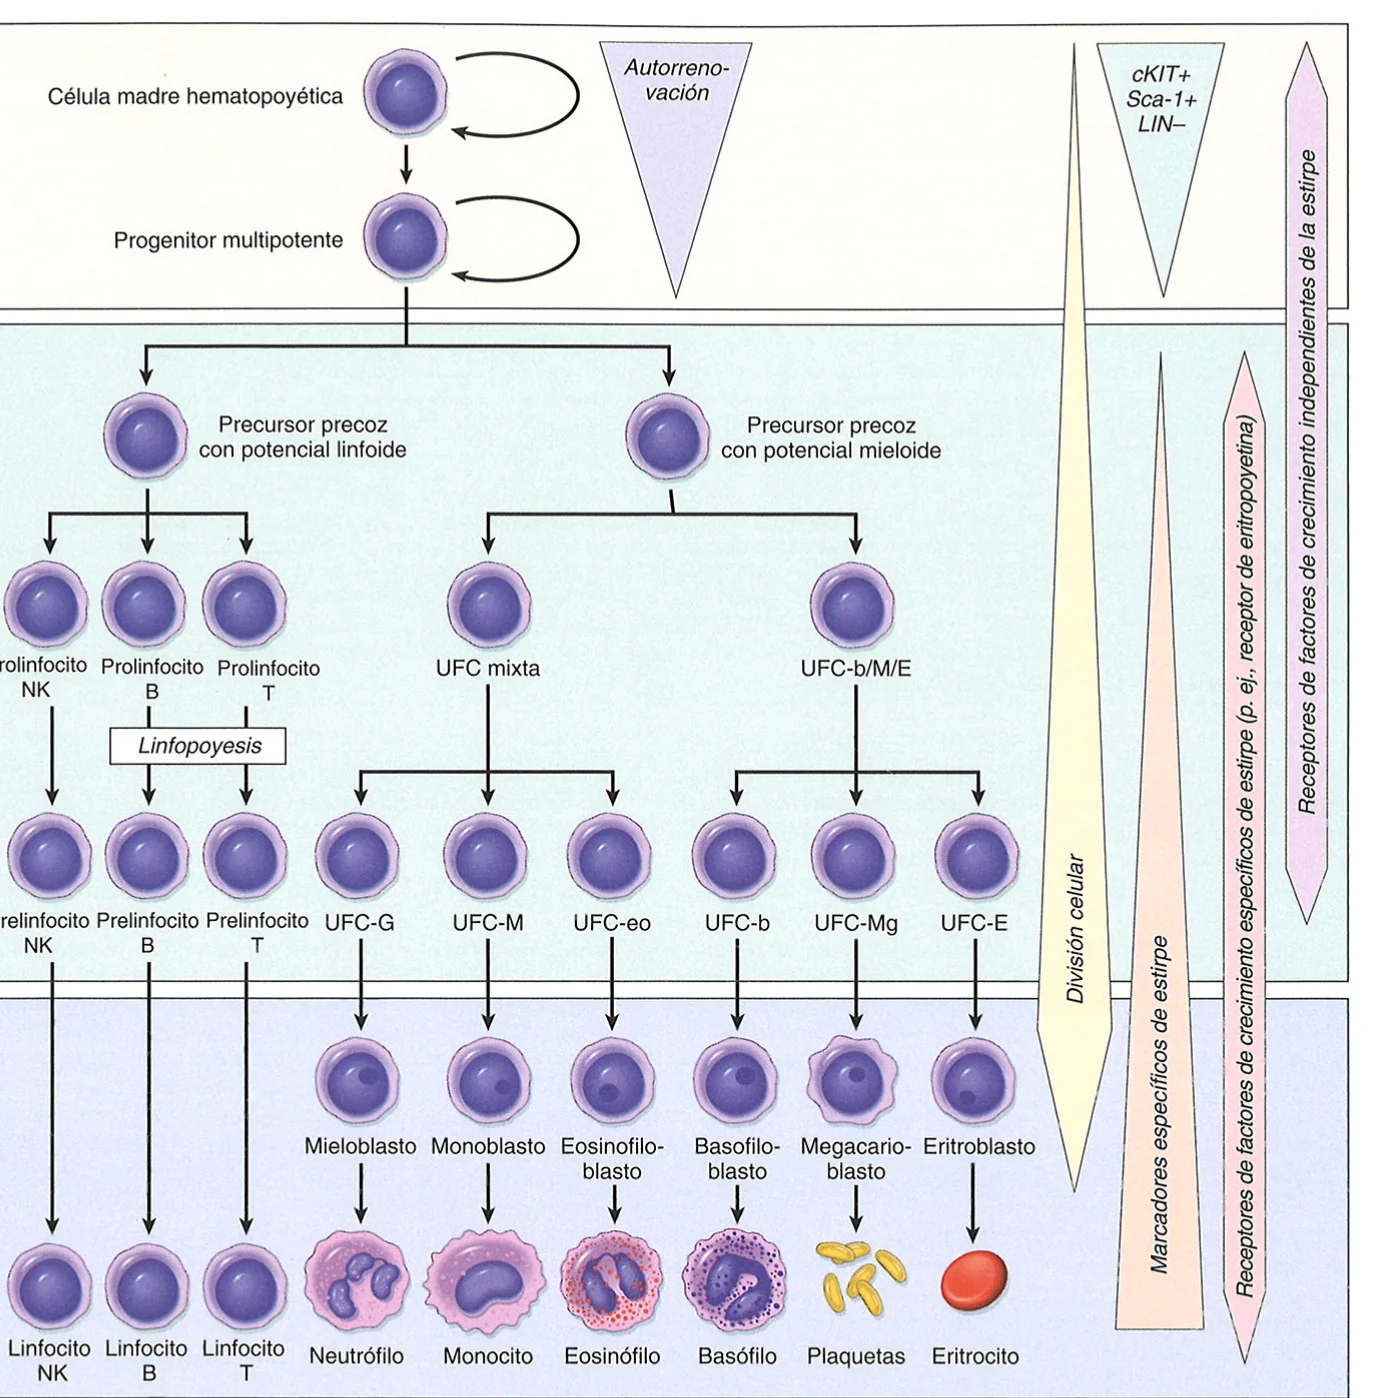 Célula madre hematopoyética
Autorreno-
vación
cKIT+
Sca-1+
LIN–
Progenitor multipotente
Receptores de factores de crecimiento independientes de la estirpe
Precursor precoz
con potencial linfoide
Precursor precoz
con potencial mieloide
rolinfocito
NK
Prolinfocito
B
Prolinfocito
T
UFC mixta
UFC-b/M/E
Linfopoyesis
relinfocito
NK
Prelinfocito
B
Prelinfocito
T
UFC-G
UFC-M
UFC-eo
UFC-b
UFC-Mg
UFC-E
División celular
Marcadores específicos de estirpe
Receptores de factores de crecimiento específicos de estirpe (p. ej., receptor de eritropoyetina)
Mieloblasto
Monoblasto
Eosinofilo-
blasto
Basofilo-
blasto
Megacario-
blasto
Eritroblasto
Linfocito
NK
Linfocito
B
Linfocito
T
Neutrófilo
Monocito
Eosinófilo
Basófilo
Plaquetas
Eritrocito